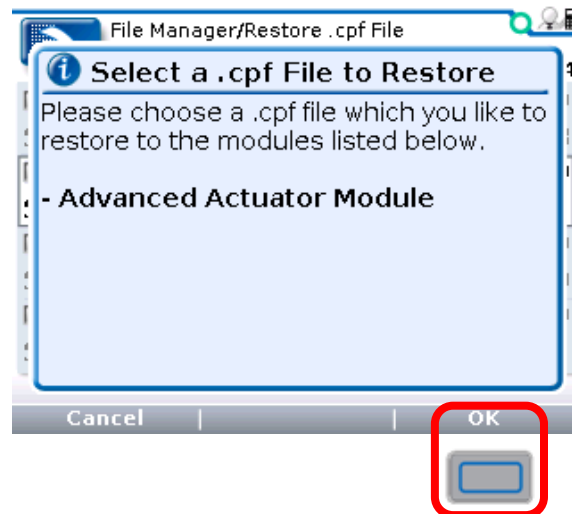 File Manager/Restore .cpf File
Select a .cpf File to Restore
Please choose a .cpf file which you like to
restore to the modules listed below.
- Advanced Actuator Module
Cancel | | OK